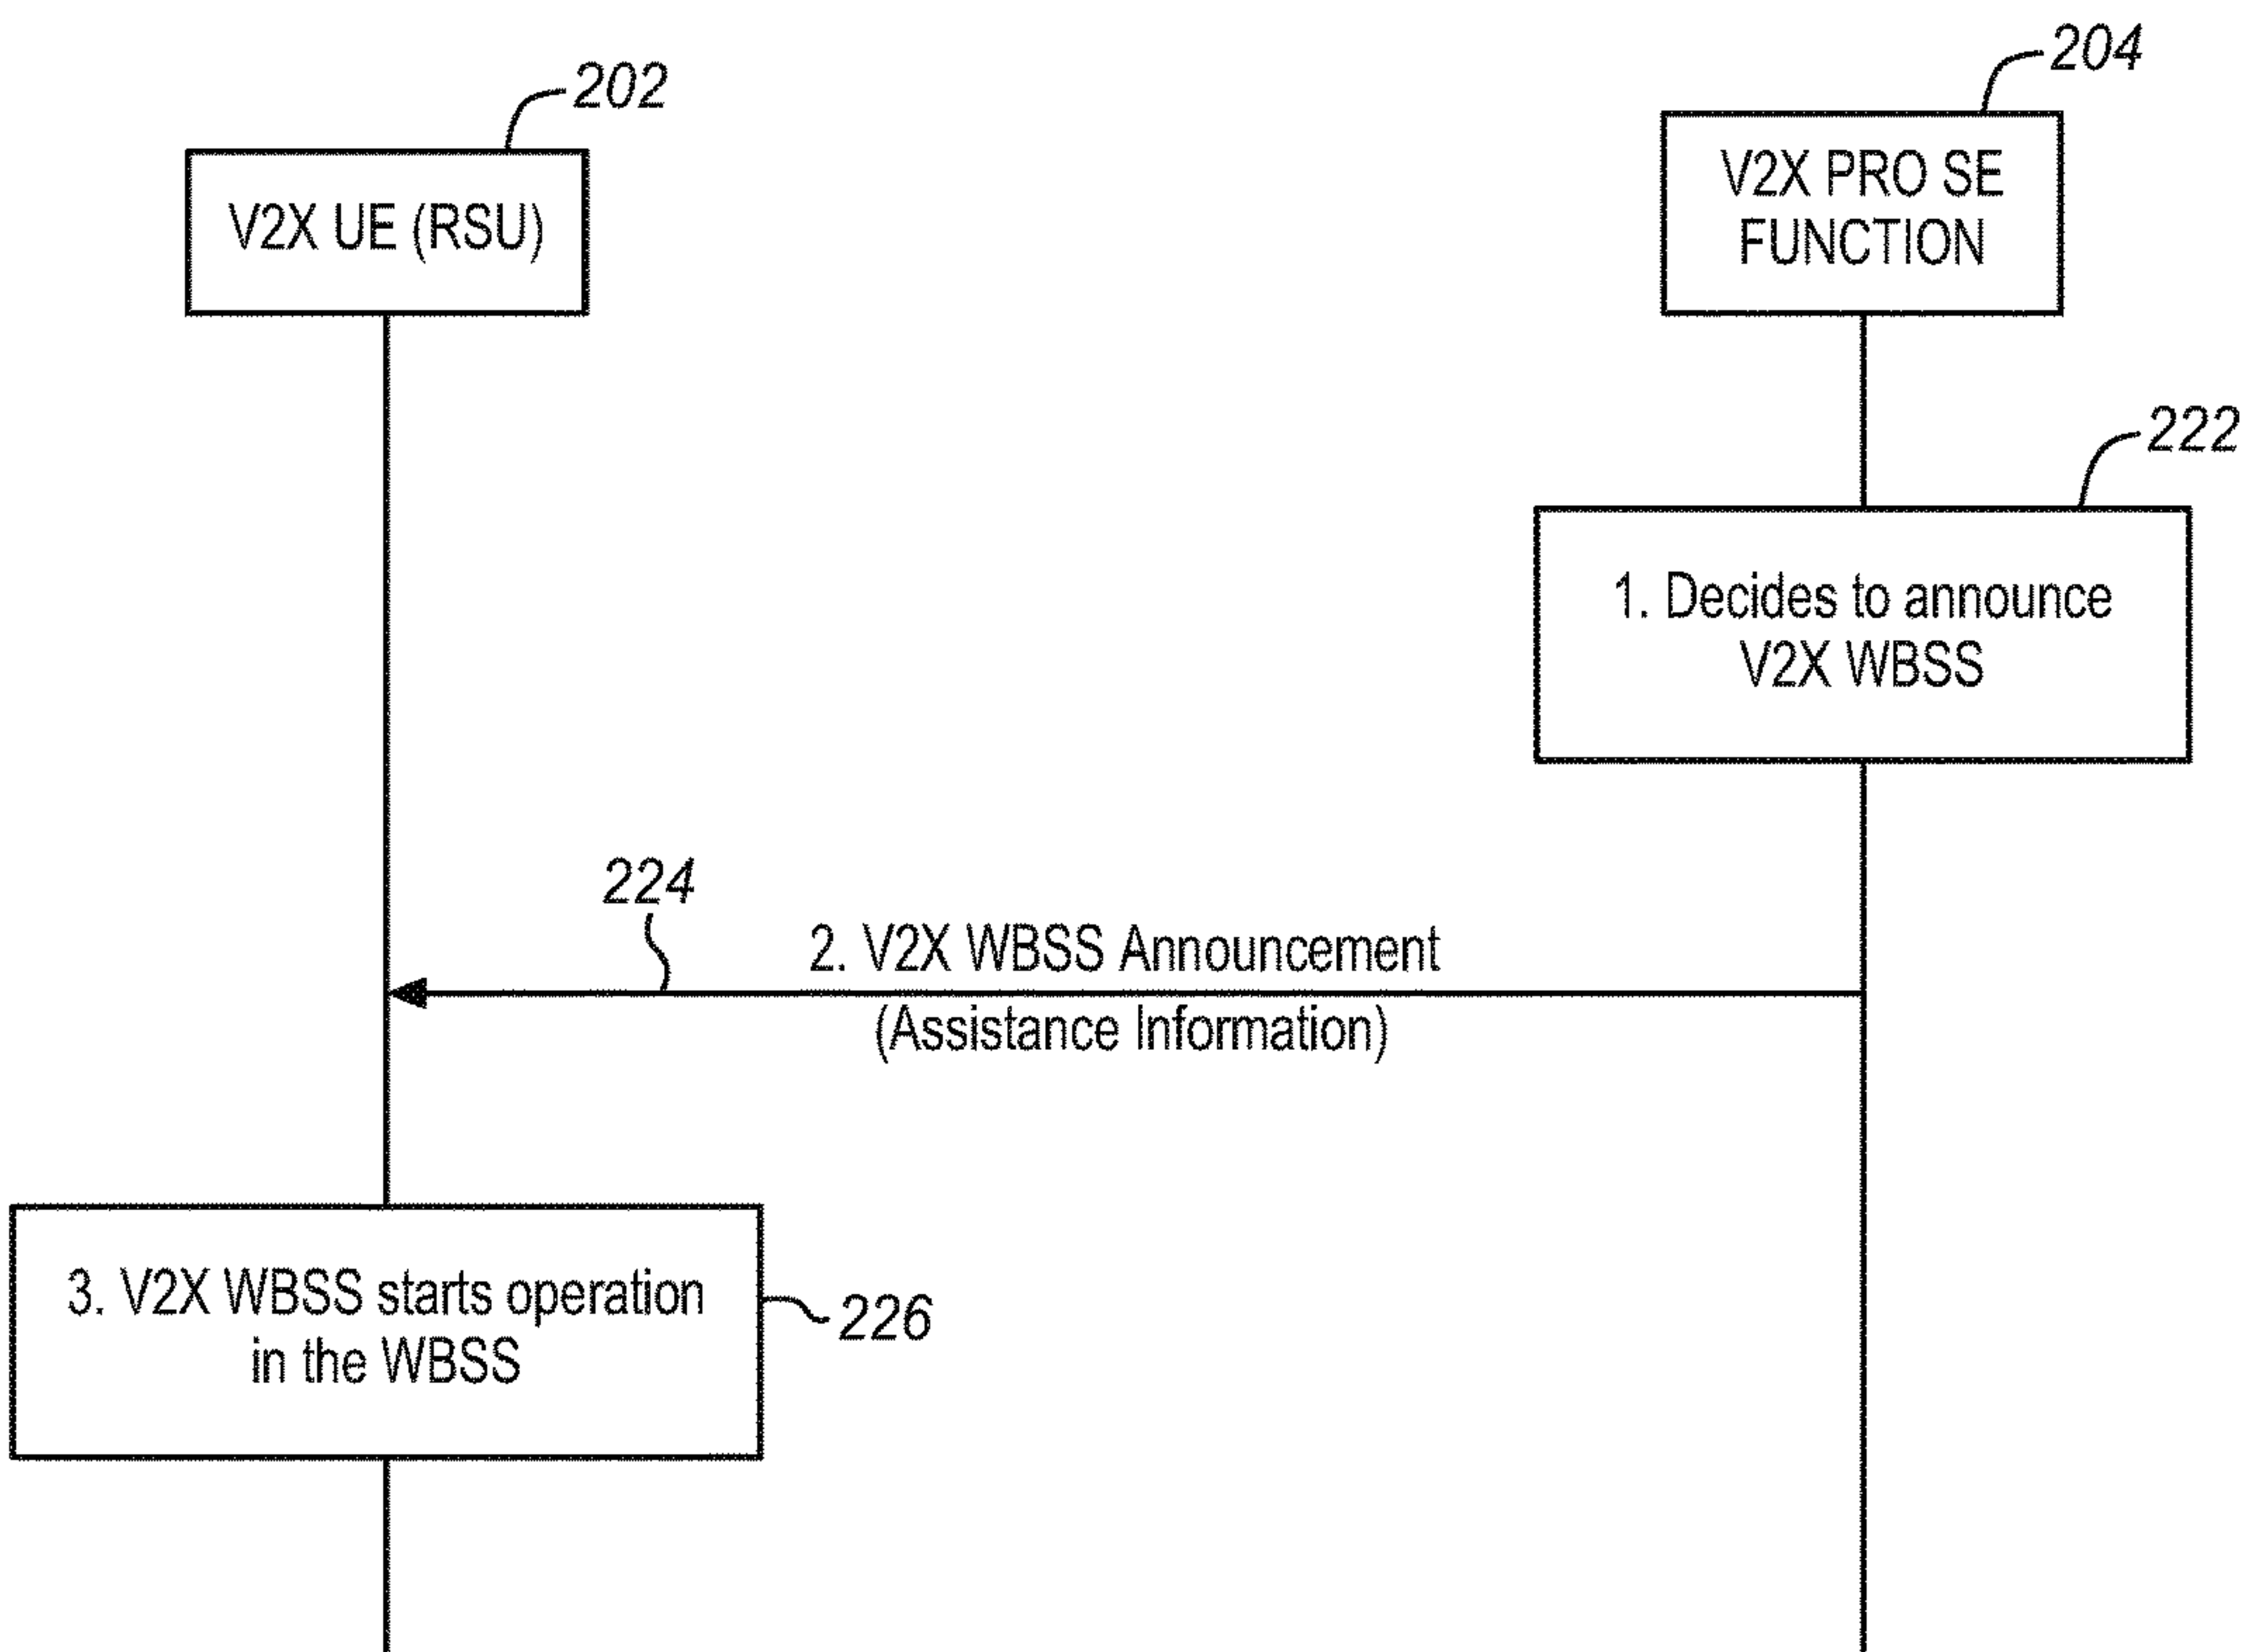 202
204
V2X UE (RSU)
V2X PRO SE
FUNCTION
222
1. Decides to announce
V2X WBSS
224
2. V2X WBSS Announcement
(Assistance Information)
3. V2X WBSS starts operation
in the WBSS
226